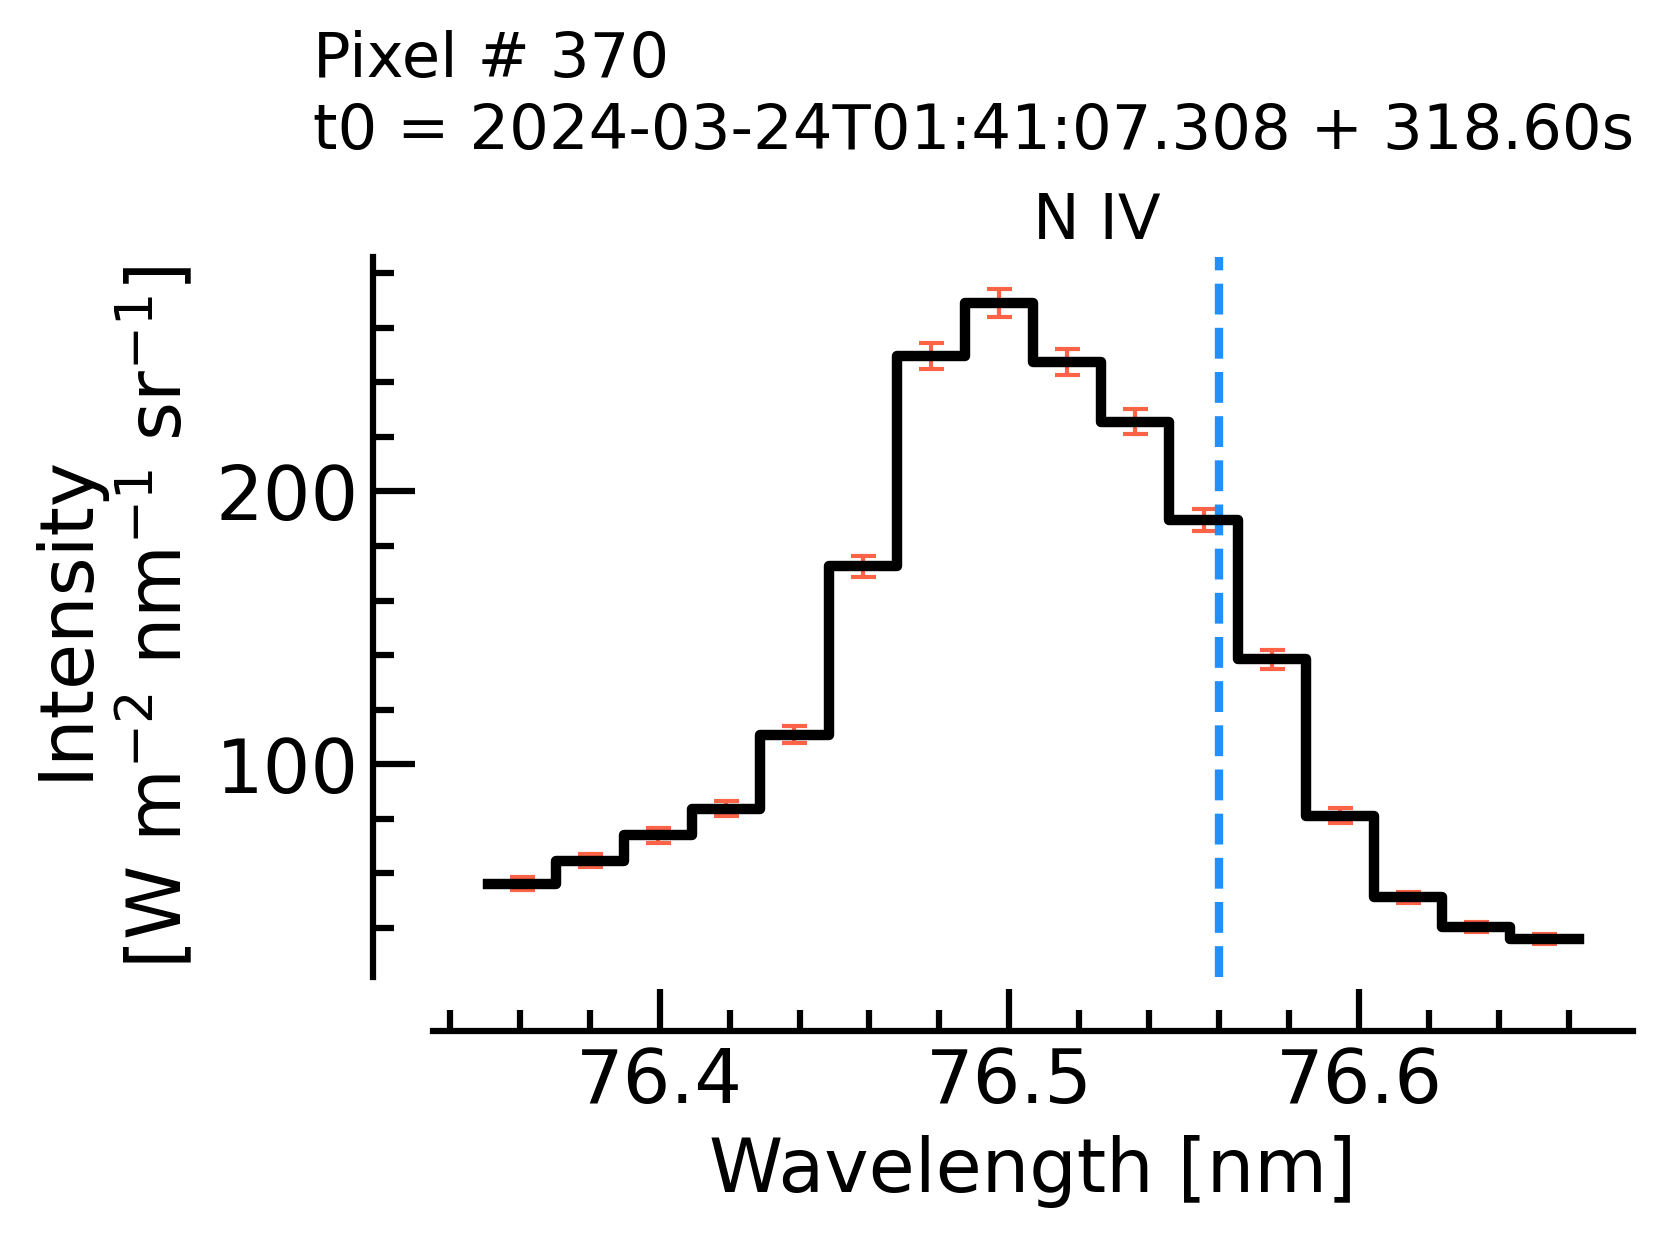 Pixel # 370
t0 = 2024-03-24T01:41:07.308 + 318.60s
N IV
Intensity
[W m⁻² nm⁻¹ sr⁻¹]
200
100
76.4 76.5 76.6
Wavelength [nm]